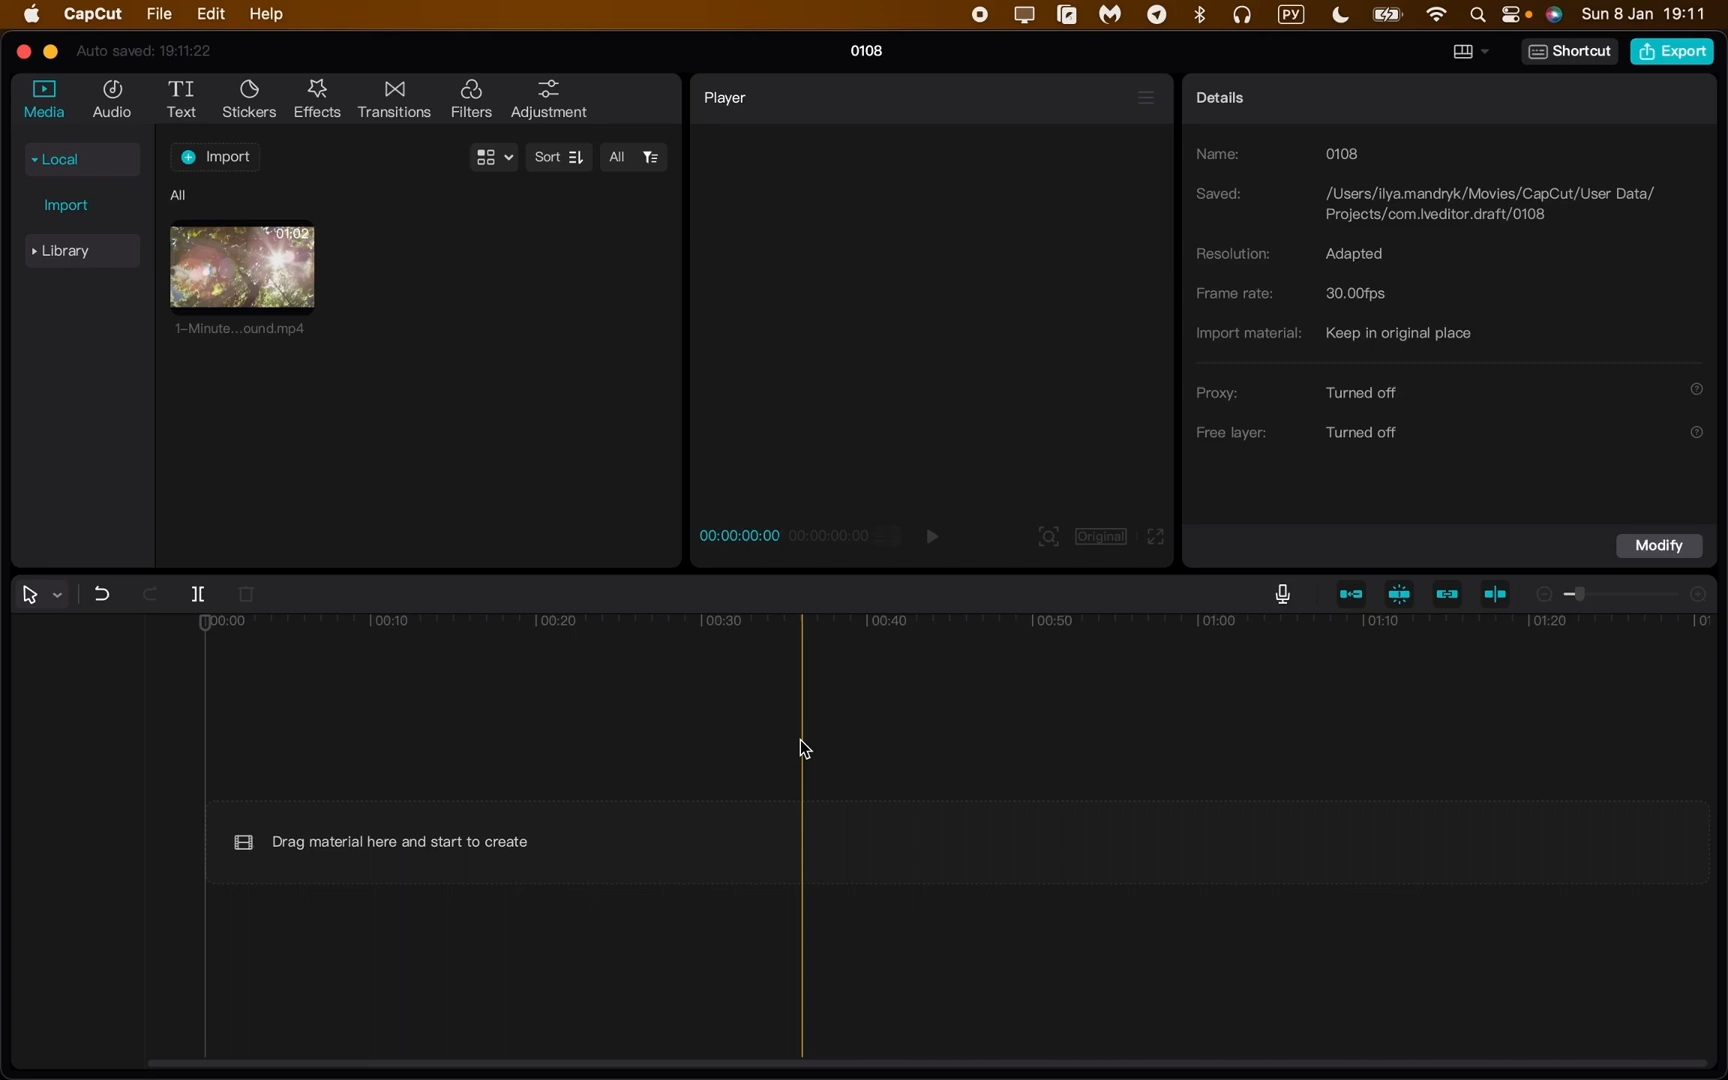 CapCut File Edit Help РУ Sun 8 Jan 19:11
Auto saved: 19:11:22 0108 Shortcut Export
Media Audio Text Stickers Effects Transitions Filters Adjustment
TI
Local
Import
Library
Import Sort All
All
01:02
1-Minute...ound.mp4
Player
00:00:00:00 00:00:00:00 Original
Details
Name: 0108
Saved: /Users/ilya.mandryk/Movies/CapCut/User Data/
Projects/com.lveditor.draft/0108
Resolution: Adapted
Frame rate: 30.00fps
Import material: Keep in original place
Proxy: Turned off
Free layer: Turned off
Modify
00:00 00:10 00:20 00:30 00:40 00:50 01:00 01:10 01:20
Drag material here and start to create